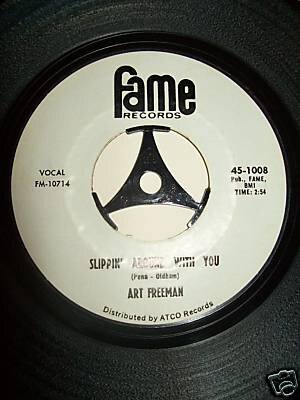 fame
RECORDS
VOCAL
FM-10714
45-1008
Pub., FAME,
BMI
TIME: 2:54
SLIPPIN' AROUND WITH YOU
(Penn - Oldham)
ART FREEMAN
Distributed by ATCO Records